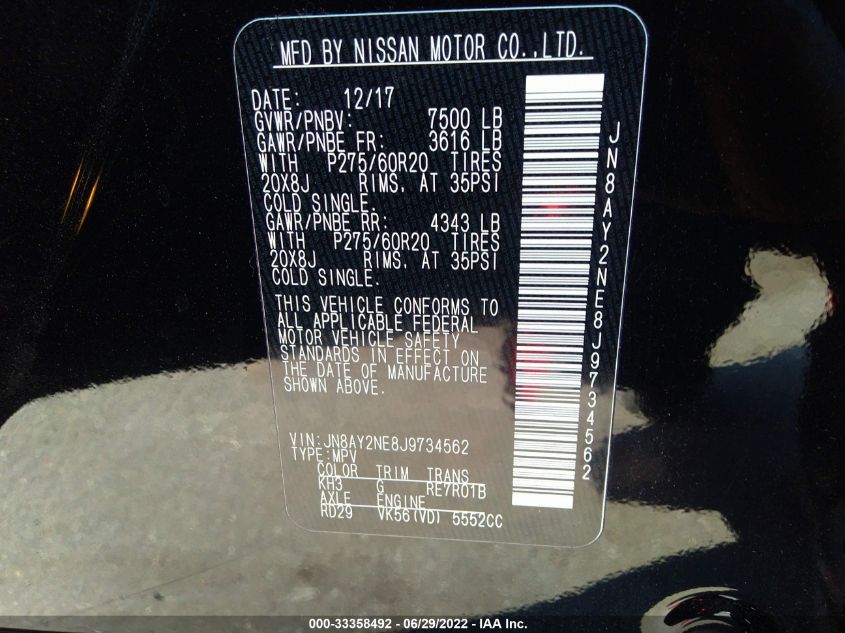 MFD BY NISSAN MOTOR CO.,LTD.
DATE: 12/17
GVWR/PNBV: 7500 LB
GAWR/PNBE FR: 3616 LB
WITH P275/60R20 TIRES
20X8J RIMS. AT 35PSI
COLD SINGLE.
GAWR/PNBE RR: 4343 LB
WITH P275/60R20 TIRES
20X8J RIMS. AT 35PSI
COLD SINGLE.
THIS VEHICLE CONFORMS TO
ALL APPLICABLE FEDERAL
MOTOR VEHICLE SAFETY
STANDARDS IN EFFECT ON
THE DATE OF MANUFACTURE
SHOWN ABOVE.
VIN:JN8AY2NE8J9734562
TYPE:MPV
COLOR TRIM TRANS
KH3 G RE7R01B
AXLE ENGINE
RD29 VK56(VD) 5552CC
JN8AY2NE8J9734562
000-33358492 - 06/29/2022 - IAA Inc.